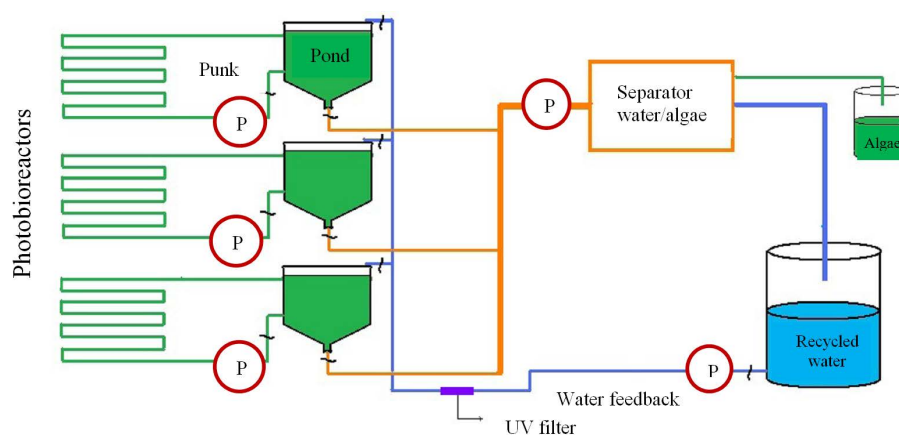 Photobioreactors
Punk
Pond
P
P
P
P
Separator
water/algae
Algae
Recycled
water
P
Water feedback
UV filter